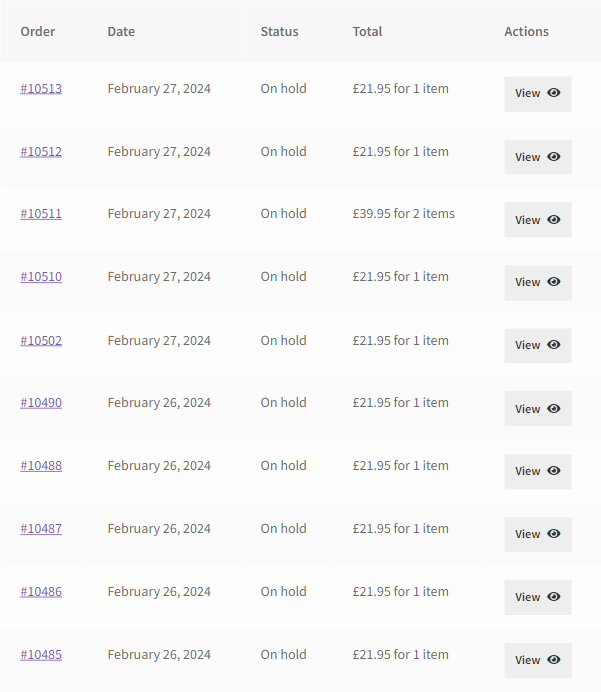 Order Date Status Total Actions
#10513 February 27, 2024 On hold £21.95 for 1 item View
#10512 February 27, 2024 On hold £21.95 for 1 item View
#10511 February 27, 2024 On hold £39.95 for 2 items View
#10510 February 27, 2024 On hold £21.95 for 1 item View
#10502 February 27, 2024 On hold £21.95 for 1 item View
#10490 February 26, 2024 On hold £21.95 for 1 item View
#10488 February 26, 2024 On hold £21.95 for 1 item View
#10487 February 26, 2024 On hold £21.95 for 1 item View
#10486 February 26, 2024 On hold £21.95 for 1 item View
#10485 February 26, 2024 On hold £21.95 for 1 item View